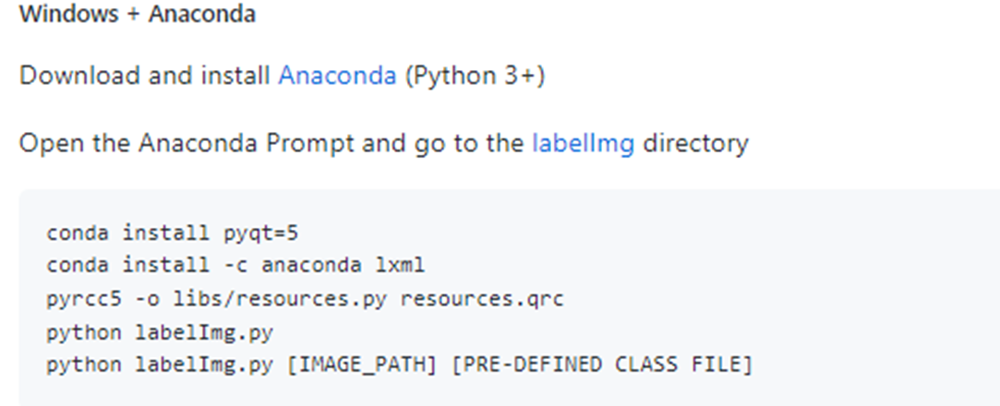 Windows + Anaconda
Download and install Anaconda (Python 3+)
Open the Anaconda Prompt and go to the labelImg directory
conda install pyqt=5
conda install -c anaconda lxml
pyrcc5 -o libs/resources.py resources.qrc
python labelImg.py
python labelImg.py [IMAGE_PATH] [PRE-DEFINED CLASS FILE]